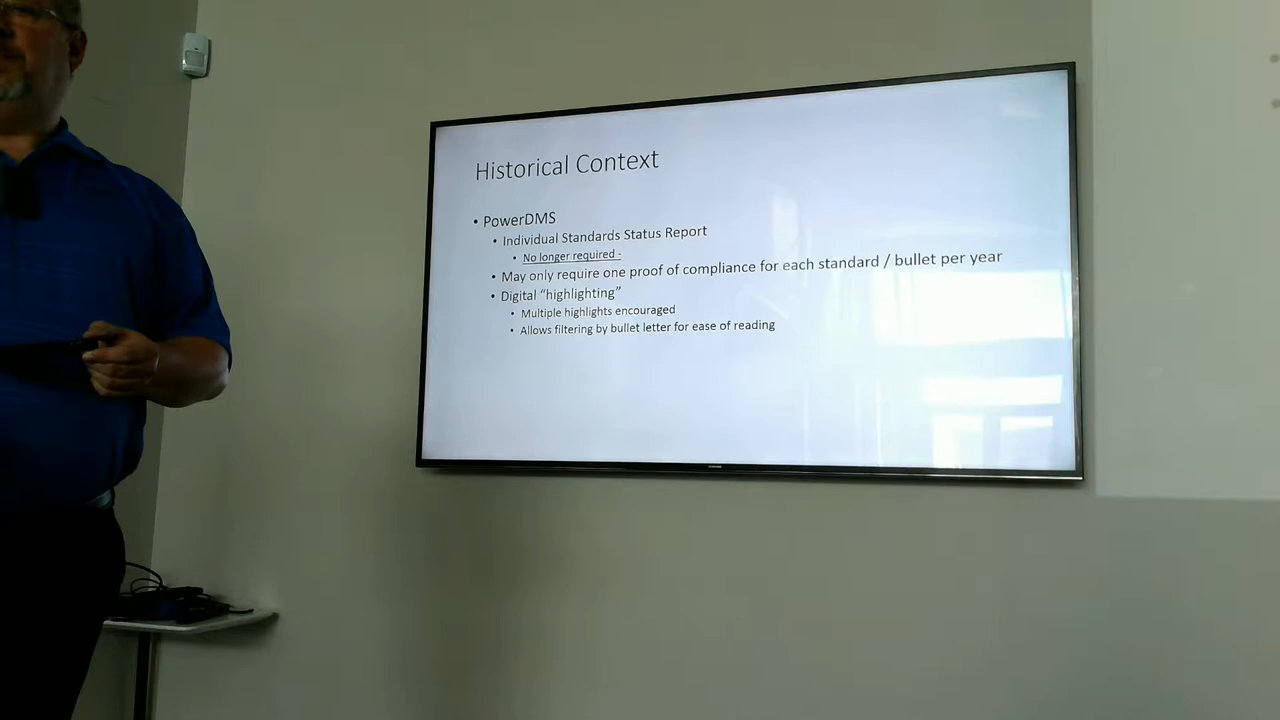 Historical Context
• PowerDMS
• Individual Standards Status Report
• No longer required -
• May only require one proof of compliance for each standard / bullet per year
• Digital “highlighting”
• Multiple highlights encouraged
• Allows filtering by bullet letter for ease of reading